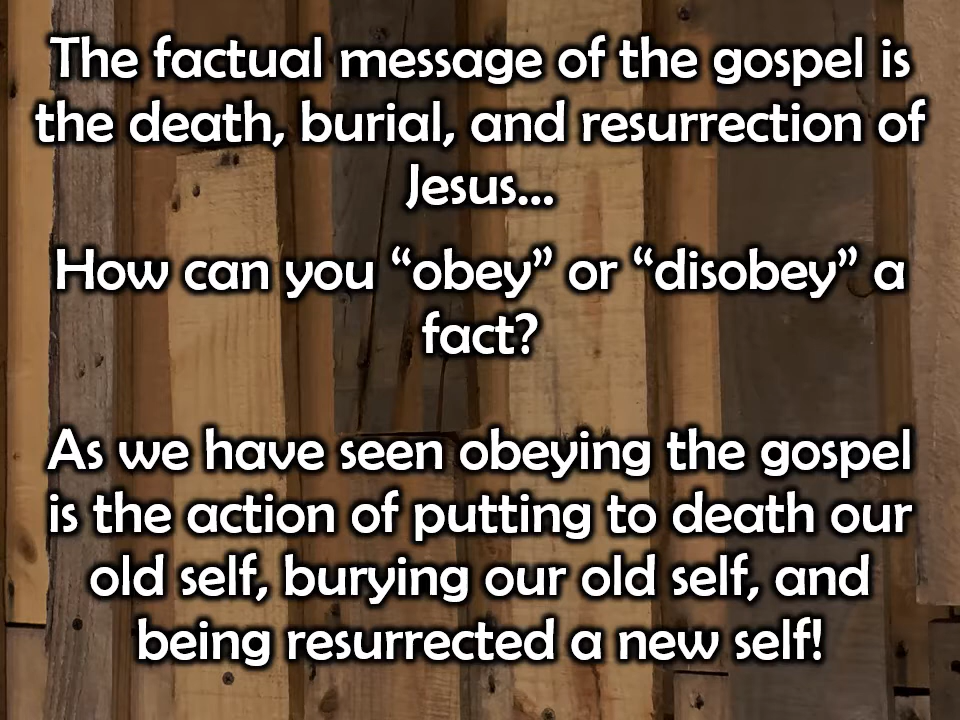 The factual message of the gospel is
the death, burial, and resurrection of
Jesus...
How can you “obey” or “disobey” a
fact?
As we have seen obeying the gospel
is the action of putting to death our
old self, burying our old self, and
being resurrected a new self!